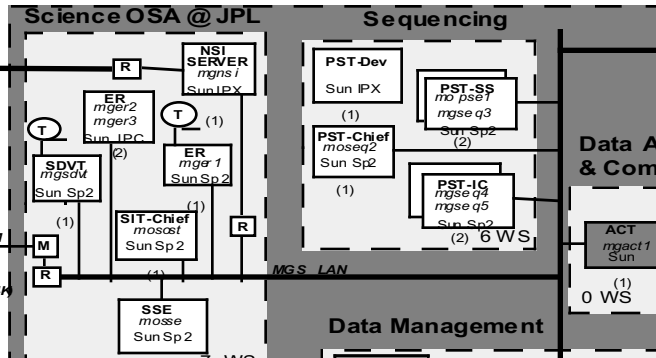 Science OSA @ JPL
NSI
SERVER
mgnsi
Sun IPX
R
ER
mger2
mger3
Sun IPC
(2)
T
(1)
T
SDVT
mgsdvt
Sun Sp2
(1)
ER
mger1
Sun Sp2
(1)
SIT-Chief
mosost
Sun Sp2
(1)
R
M
R
MGS LAN
SSE
mosse
Sun Sp2
Sequencing
PST-Dev
Sun IPX
(1)
PST-SS
mopse1
mgseq3
Sun Sp2
(2)
PST-Chief
moseq2
Sun Sp2
(1)
PST-IC
mgseq4
mgseq5
Sun Sp2
(2)
6 WS
Data A
& Com
ACT
mgact1
Sun
(1)
0 WS
Data Management